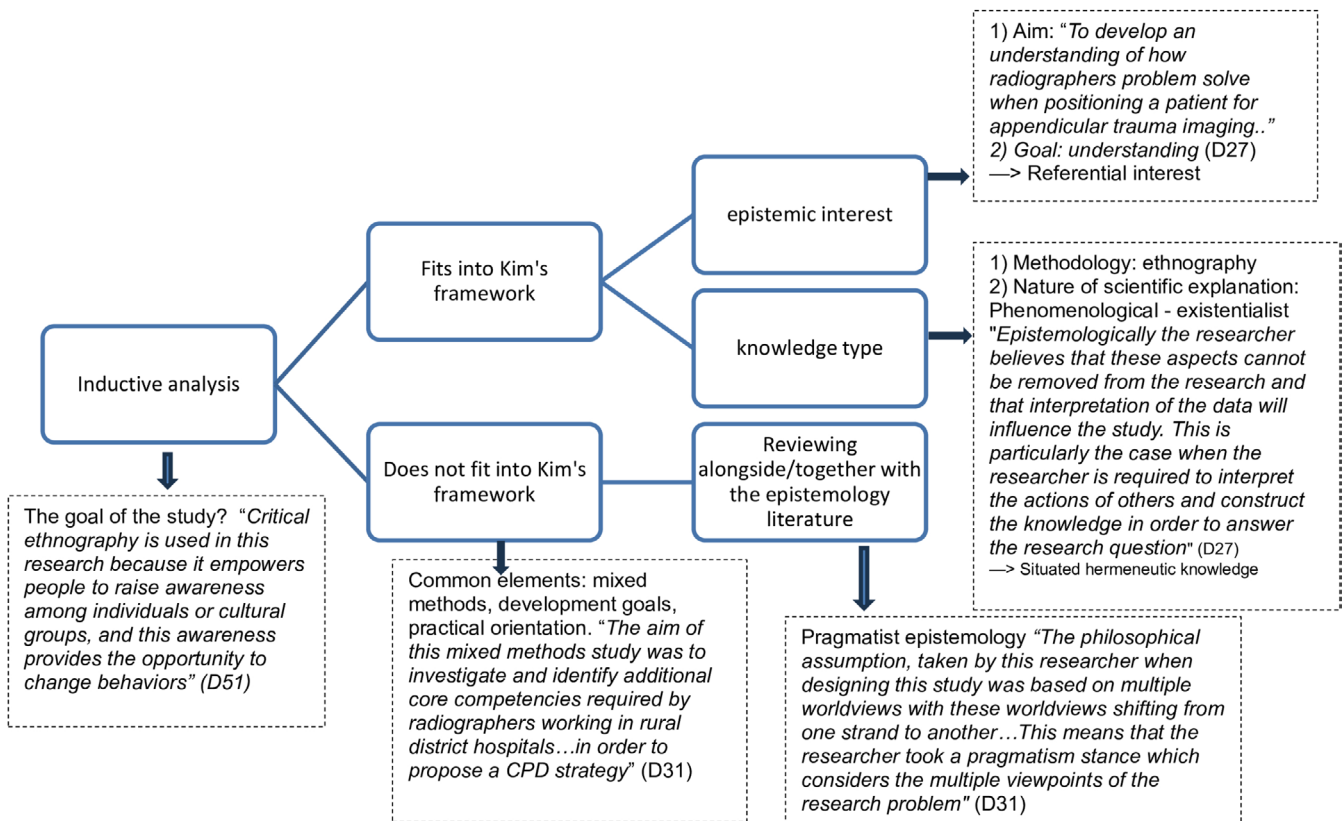 1) Aim: “To develop an
understanding of how
radiographers problem solve
when positioning a patient for
appendicular trauma imaging..”
2) Goal: understanding (D27)
—> Referential interest
epistemic interest
Fits into Kim's
framework
1) Methodology: ethnography
2) Nature of scientific explanation:
Phenomenological - existentialist
"Epistemologically the researcher
believes that these aspects cannot
be removed from the research and
that interpretation of the data will
influence the study. This is
particularly the case when the
researcher is required to interpret
the actions of others and construct
the knowledge in order to answer
the research question" (D27)
—> Situated hermeneutic knowledge
knowledge type
Inductive analysis
Does not fit into Kim's
framework
Reviewing
alongside/together with
the epistemology
literature
The goal of the study? “Critical
ethnography is used in this
research because it empowers
people to raise awareness
among individuals or cultural
groups, and this awareness
provides the opportunity to
change behaviors” (D51)
Common elements: mixed
methods, development goals,
practical orientation. “The aim of
this mixed methods study was to
investigate and identify additional
core competencies required by
radiographers working in rural
district hospitals…in order to
propose a CPD strategy” (D31)
Pragmatist epistemology “The philosophical
assumption, taken by this researcher when
designing this study was based on multiple
worldviews with these worldviews shifting from
one strand to another…This means that the
researcher took a pragmatism stance which
considers the multiple viewpoints of the
research problem" (D31)